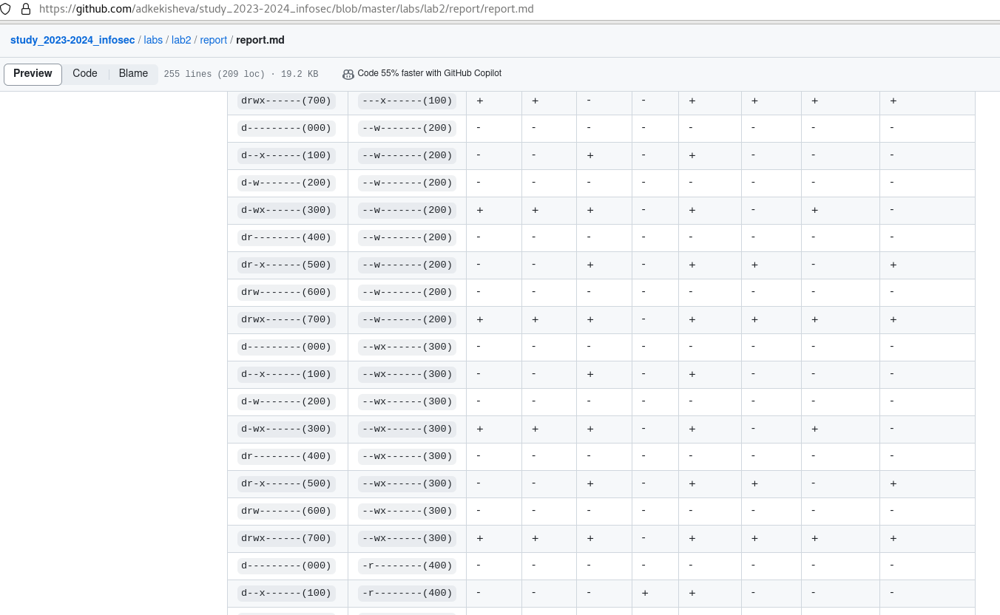 https://github.com/adkekisheva/study_2023-2024_infosec/blob/master/labs/lab2/report/report.md
study_2023-2024_infosec / labs / lab2 / report / report.md
Preview Code Blame 255 lines (209 loc) · 19.2 KB Code 55% faster with GitHub Copilot
drwx------(700) ---x------(100) + + - - + + + +
d---------(000) --w-------(200) - - - - - - - -
d--x------(100) --w-------(200) - - + - + - - -
d-w-------(200) --w-------(200) - - - - - - - -
d-wx------(300) --w-------(200) + + + - + - + -
dr--------(400) --w-------(200) - - - - - - - -
dr-x------(500) --w-------(200) - - + - + + - +
drw-------(600) --w-------(200) - - - - - - - -
drwx------(700) --w-------(200) + + + - + + + +
d---------(000) --wx------(300) - - - - - - - -
d--x------(100) --wx------(300) - - + - + - - -
d-w-------(200) --wx------(300) - - - - - - - -
d-wx------(300) --wx------(300) + + + - + - + -
dr--------(400) --wx------(300) - - - - - - - -
dr-x------(500) --wx------(300) - - + - + + - +
drw-------(600) --wx------(300) - - - - - - - -
drwx------(700) --wx------(300) + + + - + + + +
d---------(000) -r--------(400) - - - - - - - -
d--x------(100) -r--------(400) - - - + + - - -